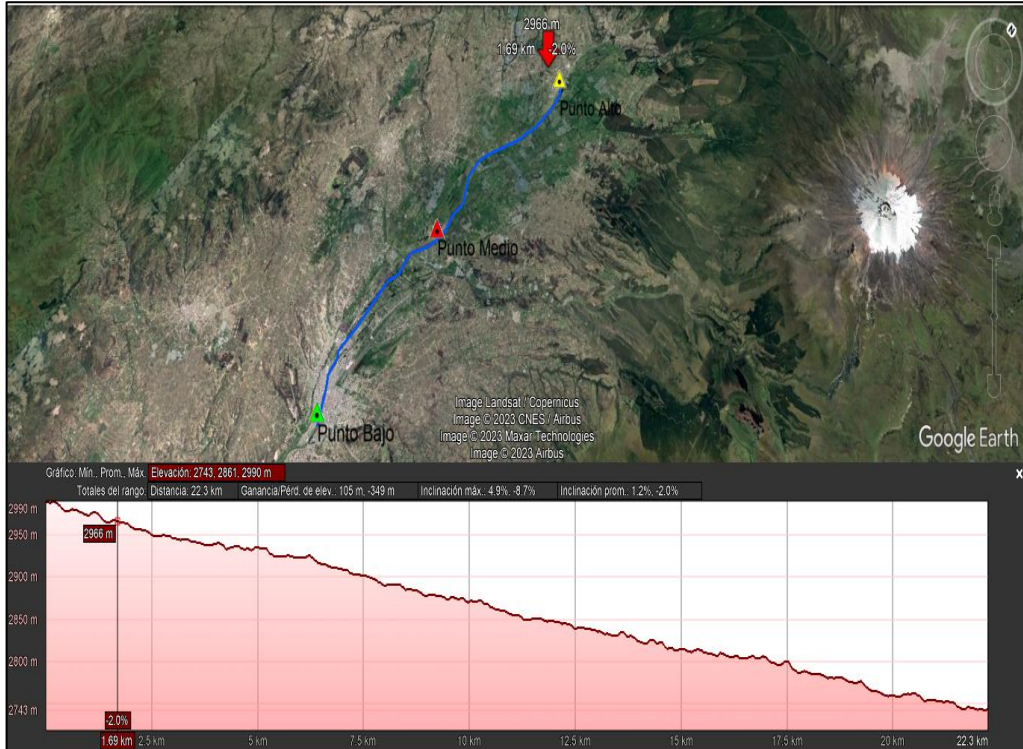 2966 m
1.69 km -2.0%
Punto Alto
Punto Medio
Punto Bajo
Image Landsat / Copernicus
Image © 2023 CNES / Airbus
Image © 2023 Maxar Technologies
Image © 2023 Airbus
Google Earth
Gráfico: Mín., Prom., Máx. Elevación: 2743, 2861, 2990 m
Totales del rango: Distancia: 22.3 km Ganancia/Pérd. de elev.: 105 m, -349 m Inclinación máx.: 4.9%, -8.7% Inclinación prom.: 1.2%, -2.0%
2990 m
2966 m
2950 m
2900 m
2850 m
2800 m
2743 m
-2.0%
1.69 km 2.5 km 5 km 7.5 km 10 km 12.5 km 15 km 17.5 km 20 km 22.3 km